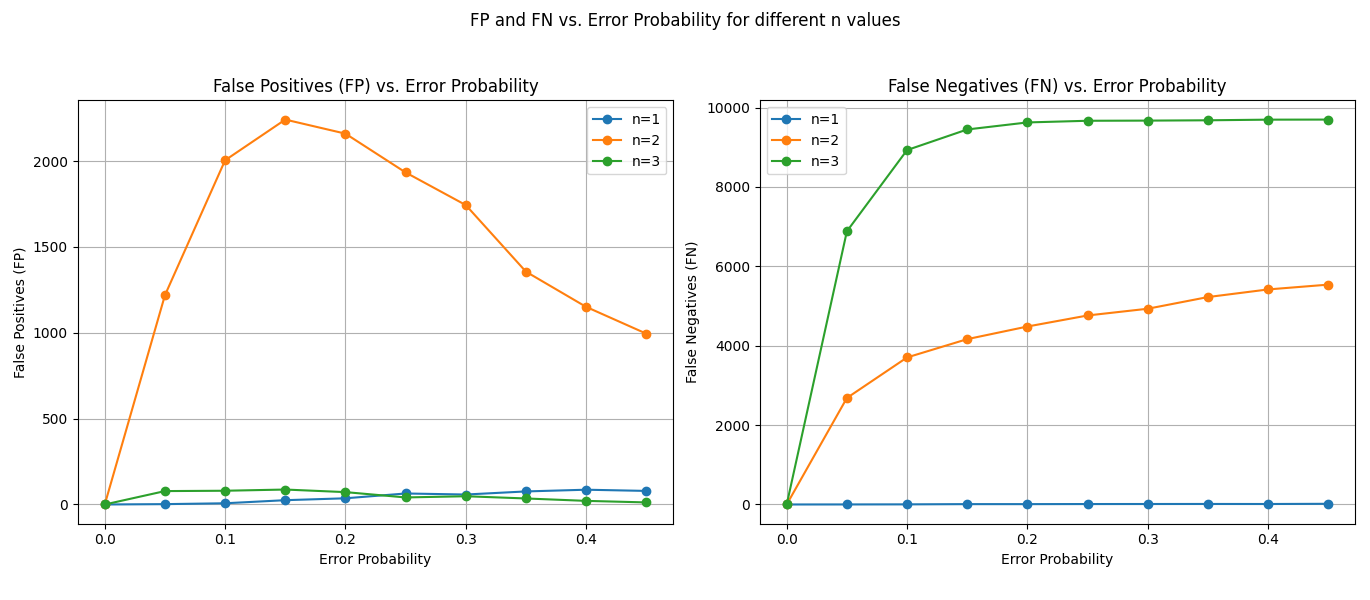 FP and FN vs. Error Probability for different n values
False Positives (FP) vs. Error Probability
n=1
n=2
n=3
2000
1500
1000
500
0
False Positives (FP)
0.0 0.1 0.2 0.3 0.4
Error Probability
False Negatives (FN) vs. Error Probability
n=1
n=2
n=3
10000
8000
6000
4000
2000
0
False Negatives (FN)
0.0 0.1 0.2 0.3 0.4
Error Probability